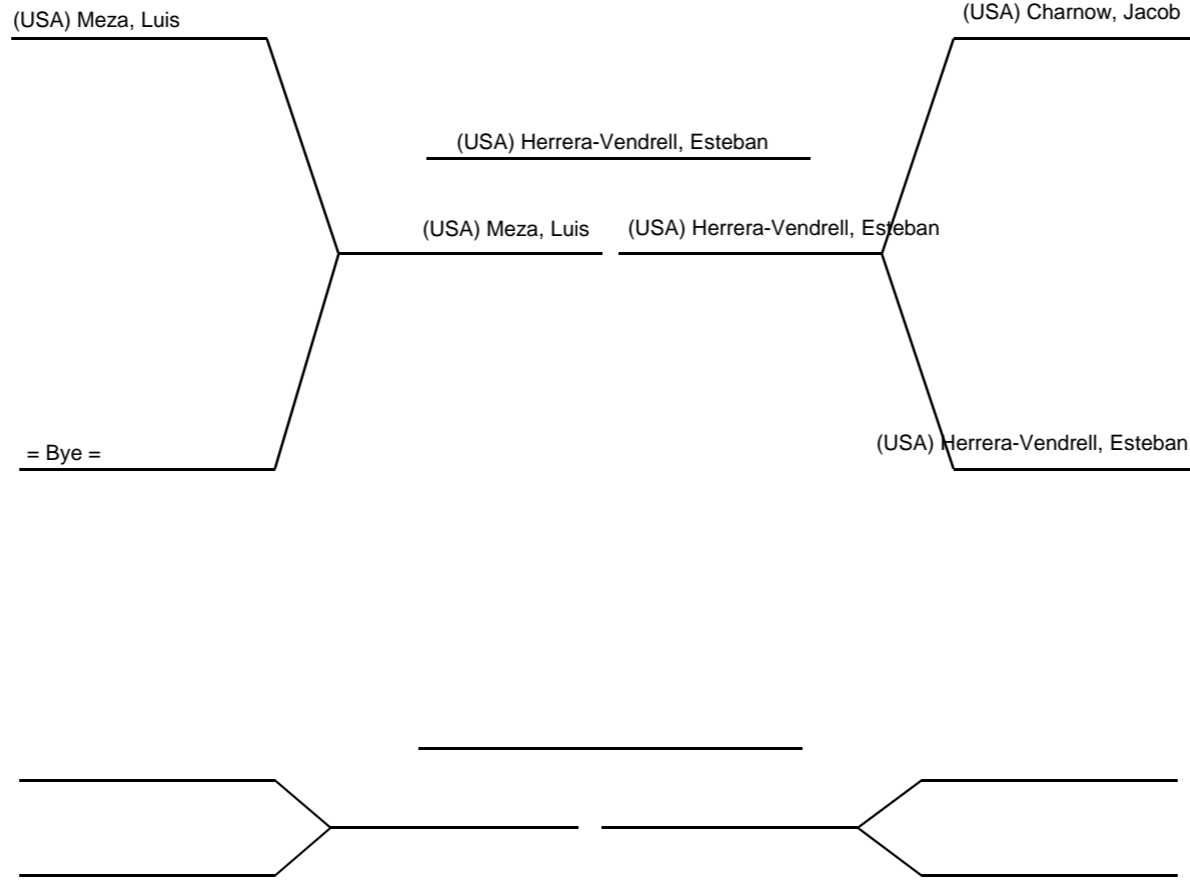 (USA) Meza, Luis
(USA) Charnow, Jacob
(USA) Herrera-Vendrell, Esteban
(USA) Meza, Luis
(USA) Herrera-Vendrell, Esteban
= Bye =
(USA) Herrera-Vendrell, Esteban